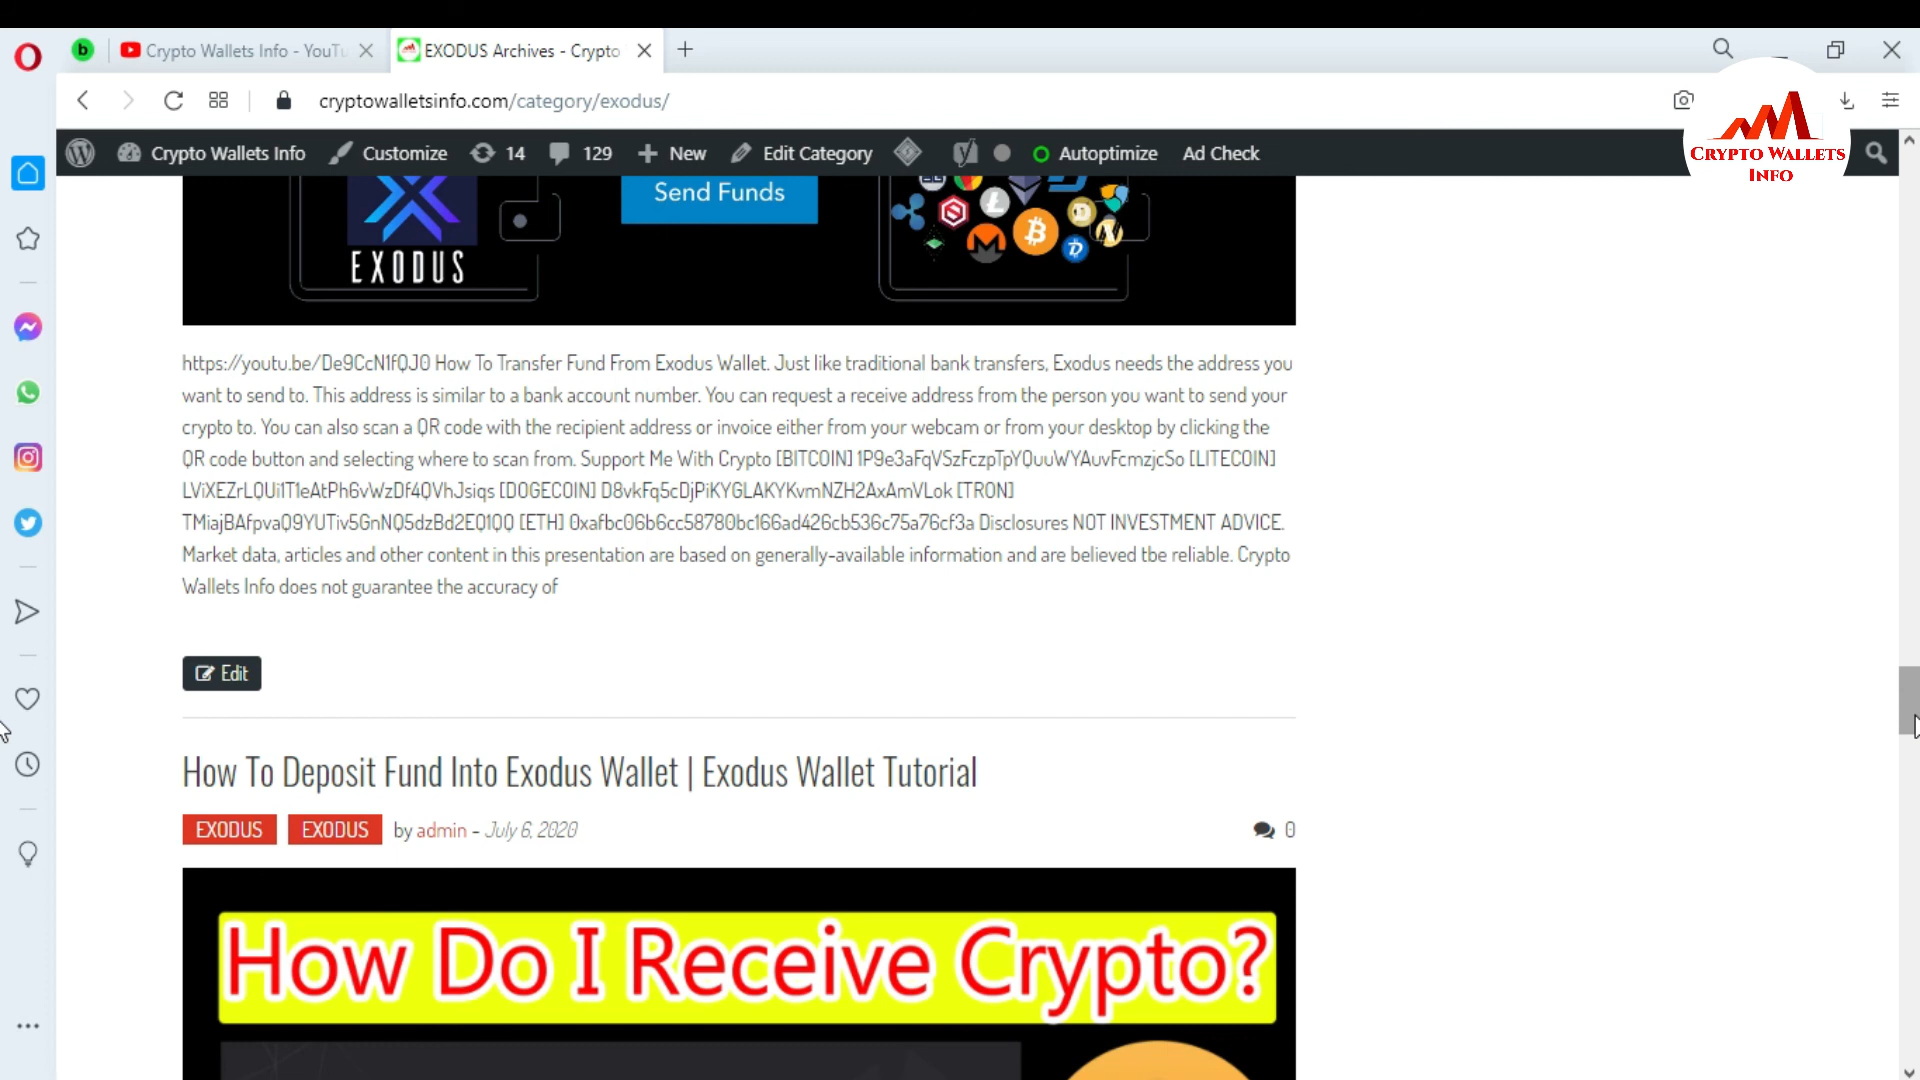 b Crypto Wallets Info - YouTu EXODUS Archives - Crypto
cryptowalletsinfo.com/category/exodus/
Crypto Wallets Info Customize 14 129 New Edit Category Autoptimize Ad Check
CRYPTO WALLETS
INFO
EXODUS
Send Funds
https://youtu.be/De9CcN1fQJ0 How To Transfer Fund From Exodus Wallet. Just like traditional bank transfers, Exodus needs the address you
want to send to. This address is similar to a bank account number. You can request a receive address from the person you want to send your
crypto to. You can also scan a QR code with the recipient address or invoice either from your webcam or from your desktop by clicking the
QR code button and selecting where to scan from. Support Me With Crypto [BITCOIN] 1P9e3aFqVSzFczpTpYQuuWYAuvFcmzjcSo [LITECOIN]
LViXEZrLQUi1T1eAtPh6vWzDf4QVhJsiqs [DOGECOIN] D8vkFq5cDjPiKYGLAKYKvmNZH2AxAmVLok [TRON]
TMiajBAfpvaQ9YUTiv5GnNQ5dzBd2EQ1QQ [ETH] 0xafbc06b6cc58780bc166ad426cb536c75a76cf3a Disclosures NOT INVESTMENT ADVICE.
Market data, articles and other content in this presentation are based on generally-available information and are believed tbe reliable. Crypto
Wallets Info does not guarantee the accuracy of
Edit
How To Deposit Fund Into Exodus Wallet | Exodus Wallet Tutorial
EXODUS EXODUS by admin - July 6, 2020 0
How Do I Receive Crypto?